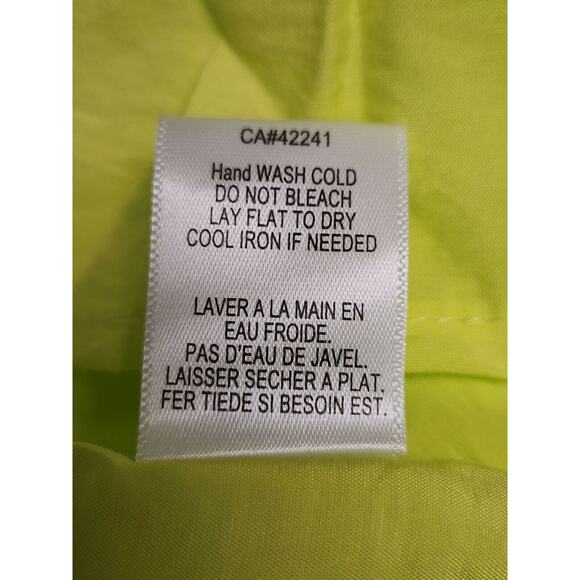 CA#42241
Hand WASH COLD
DO NOT BLEACH
LAY FLAT TO DRY
COOL IRON IF NEEDED
LAVER A LA MAIN EN
EAU FROIDE.
PAS D'EAU DE JAVEL.
LAISSER SECHER A PLAT.
FER TIEDE SI BESOIN EST.